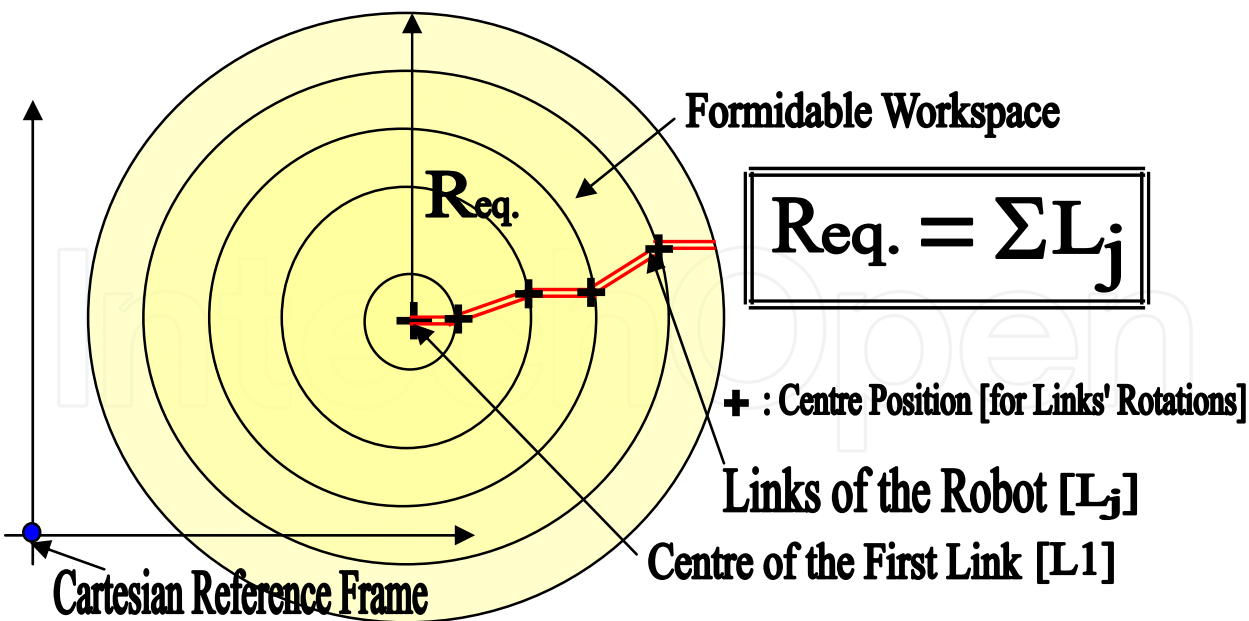 Formidable Workspace
Req.
Req. = ΣLj
+ : Centre Position [for Links' Rotations]
Links of the Robot [Lj]
Centre of the First Link [L1]
Cartesian Reference Frame
IntechOpen